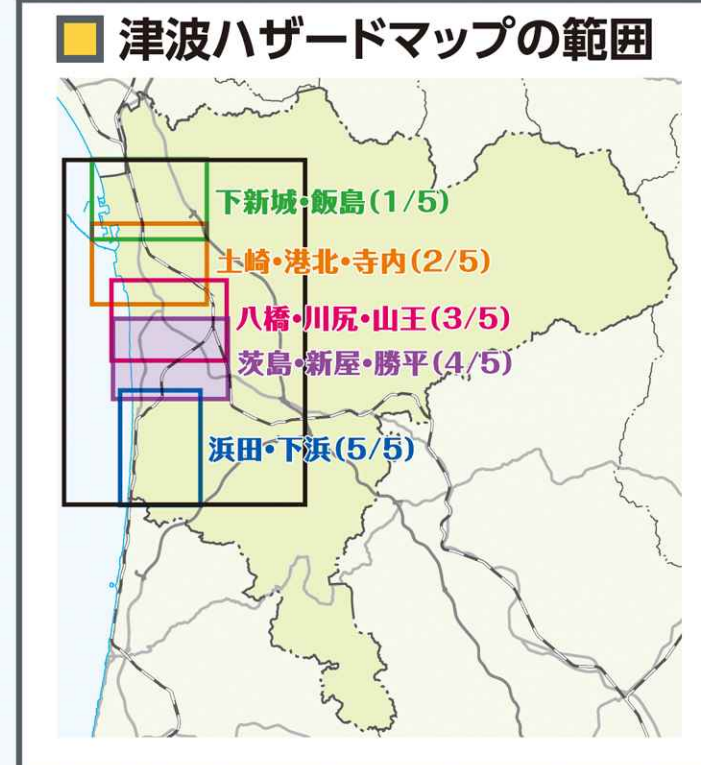 津波ハザードマップの範囲
下新城・飯島(1/5)
土崎・港北・寺内(2/5)
八橋・川尻・山王(3/5)
茨島・新屋・勝平(4/5)
浜田・下浜(5/5)